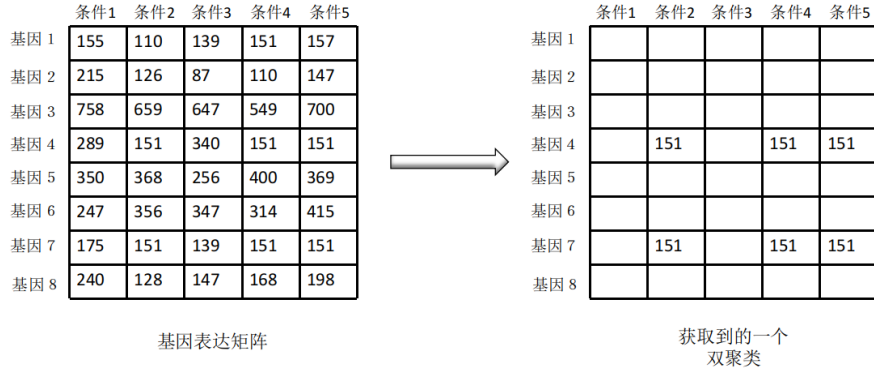 条件1 条件2 条件3 条件4 条件5
基因 1 155 110 139 151 157
基因 2 215 126 87 110 147
基因 3 758 659 647 549 700
基因 4 289 151 340 151 151
基因 5 350 368 256 400 369
基因 6 247 356 347 314 415
基因 7 175 151 139 151 151
基因 8 240 128 147 168 198
基因表达矩阵
条件1 条件2 条件3 条件4 条件5
基因 1
基因 2
基因 3
基因 4 151 151 151
基因 5
基因 6
基因 7 151 151 151
基因 8
获取到的一个
双聚类